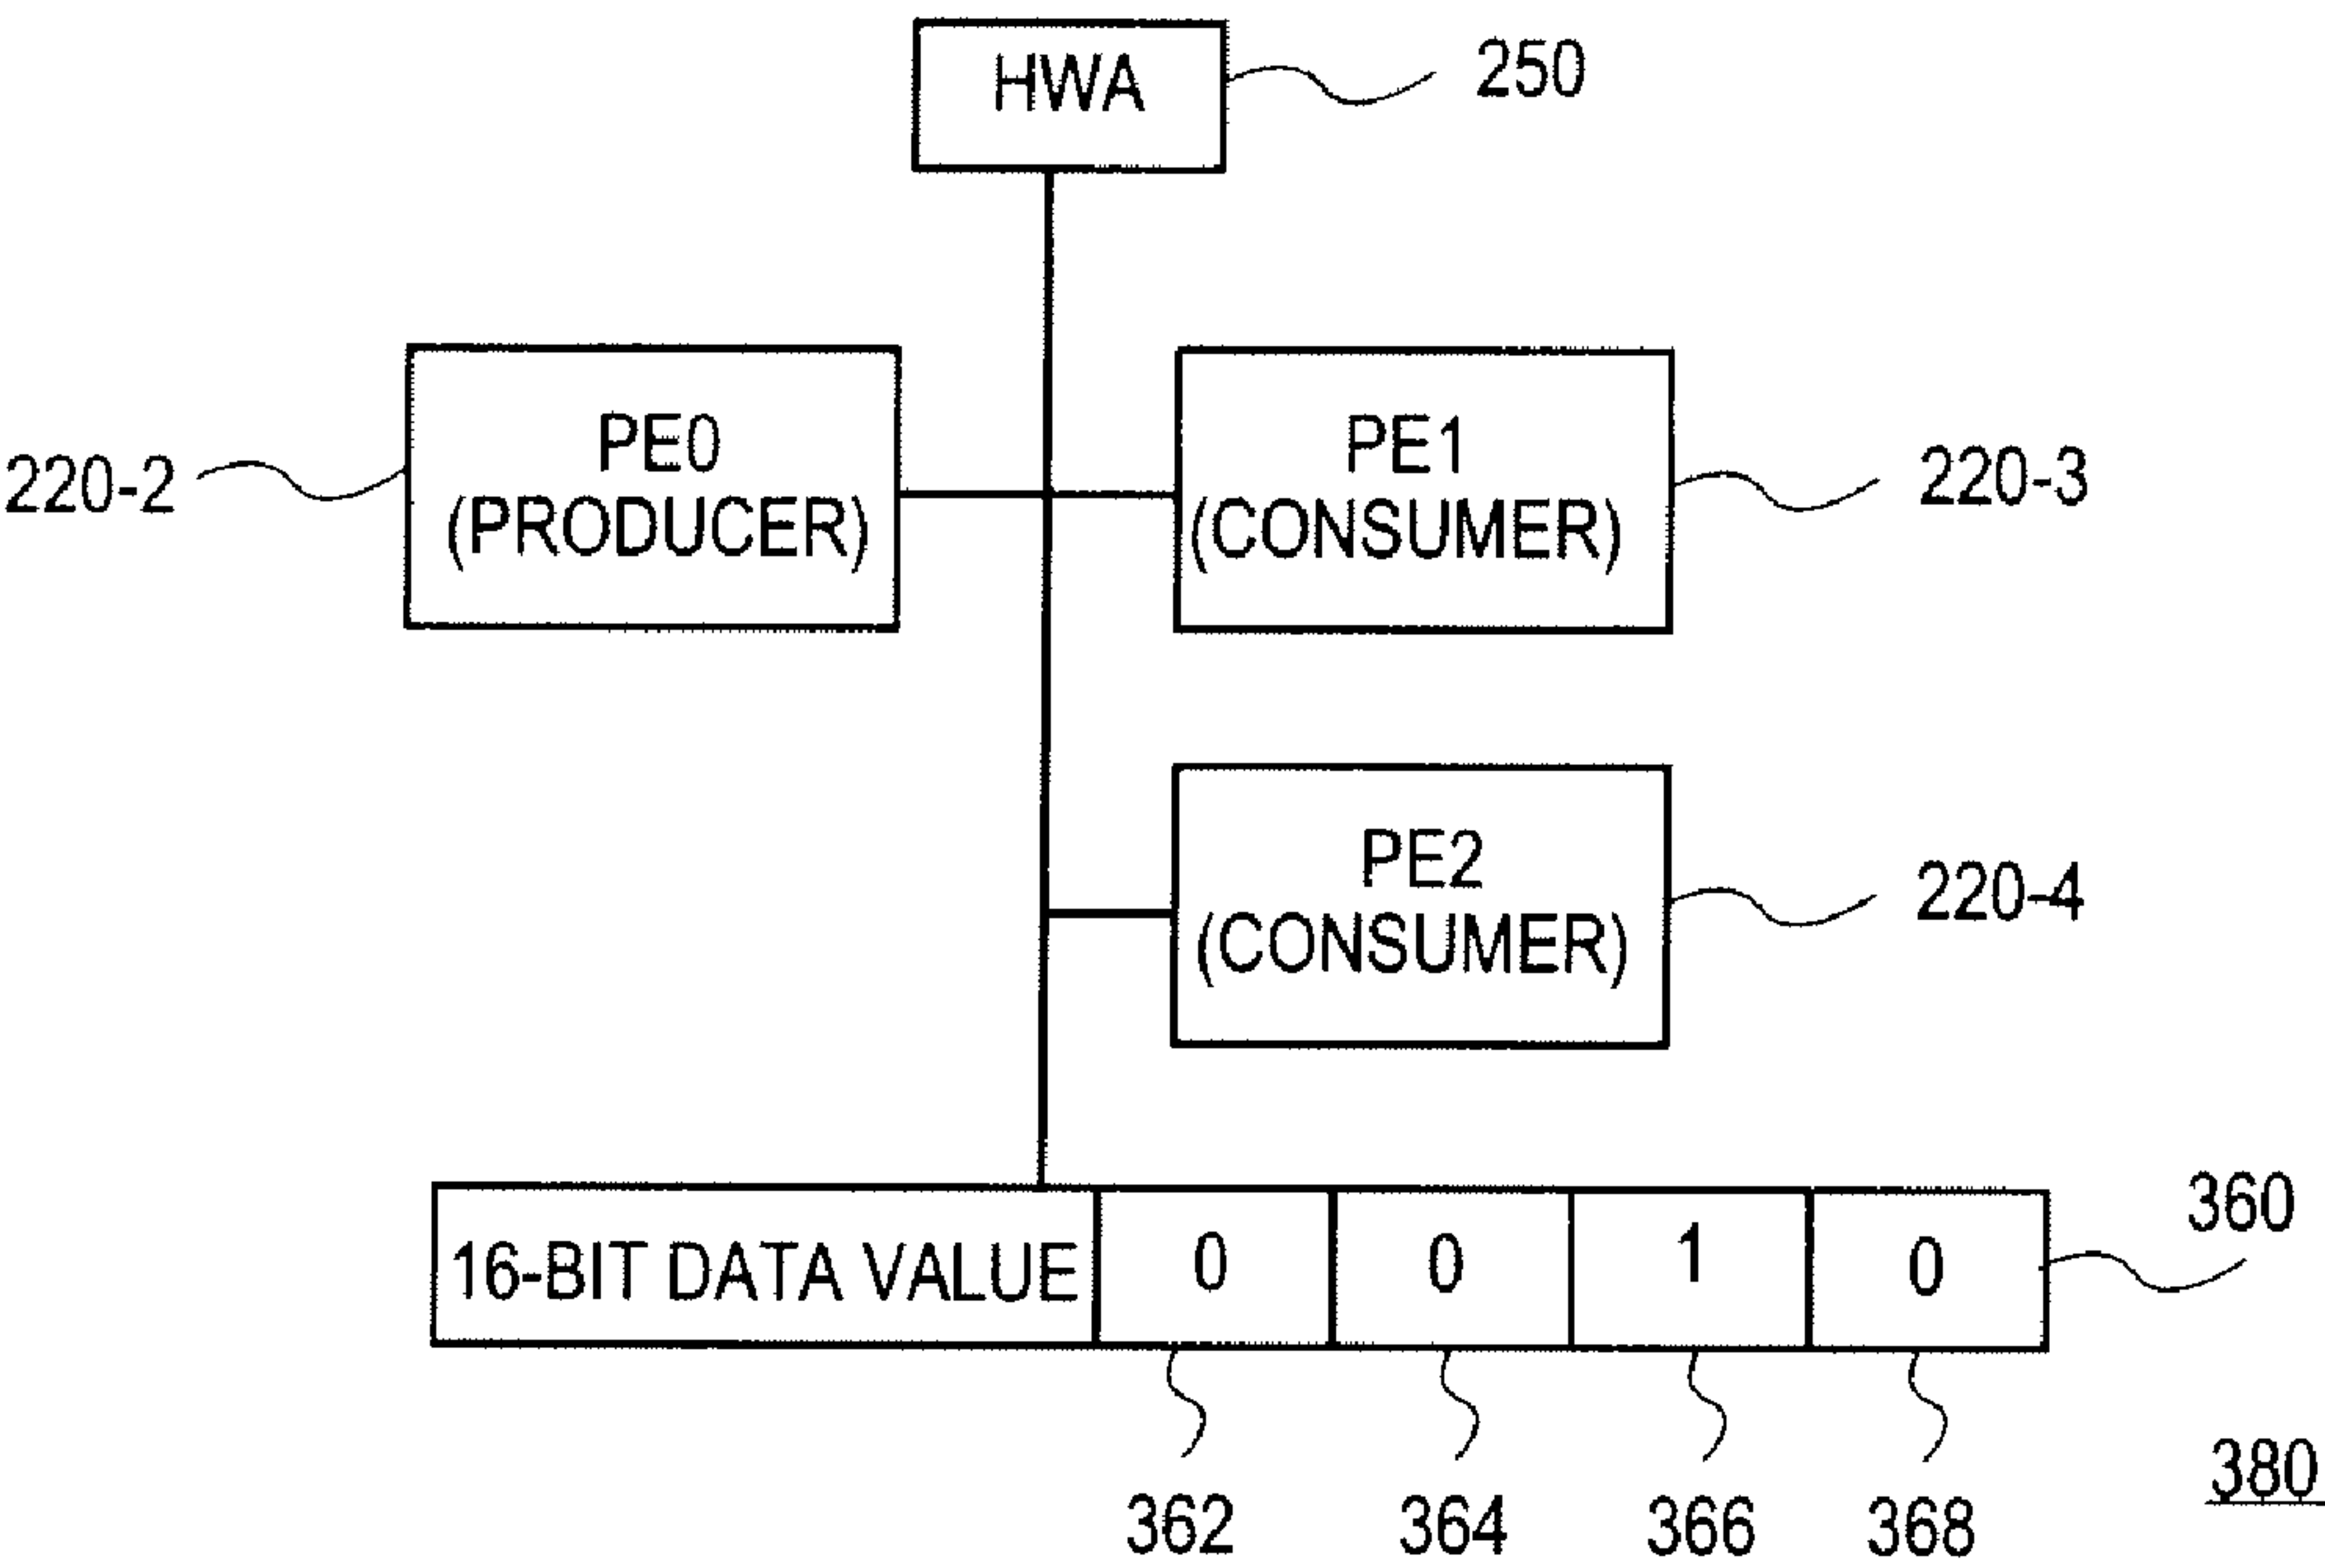 HWA
250
PE0
(PRODUCER)
220-2
PE1
(CONSUMER)
220-3
PE2
(CONSUMER)
220-4
16-BIT DATA VALUE 0 0 1 0
360
362 364 366 368
380